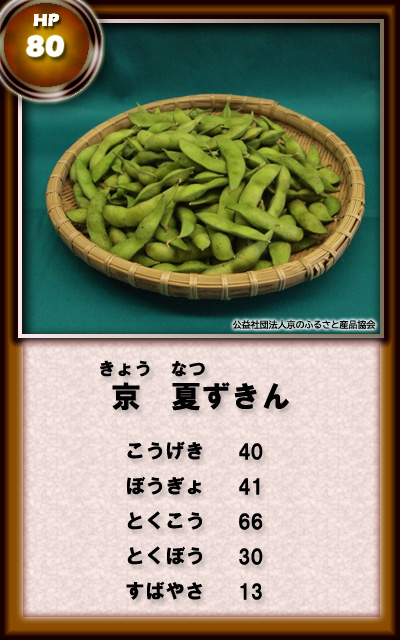 HP
80
公益社団法人京のふるさと産品協会
きょう なつ
京 夏ずきん
こうげき 40
ぼうぎょ 41
とくこう 66
とくぼう 30
すばやさ 13